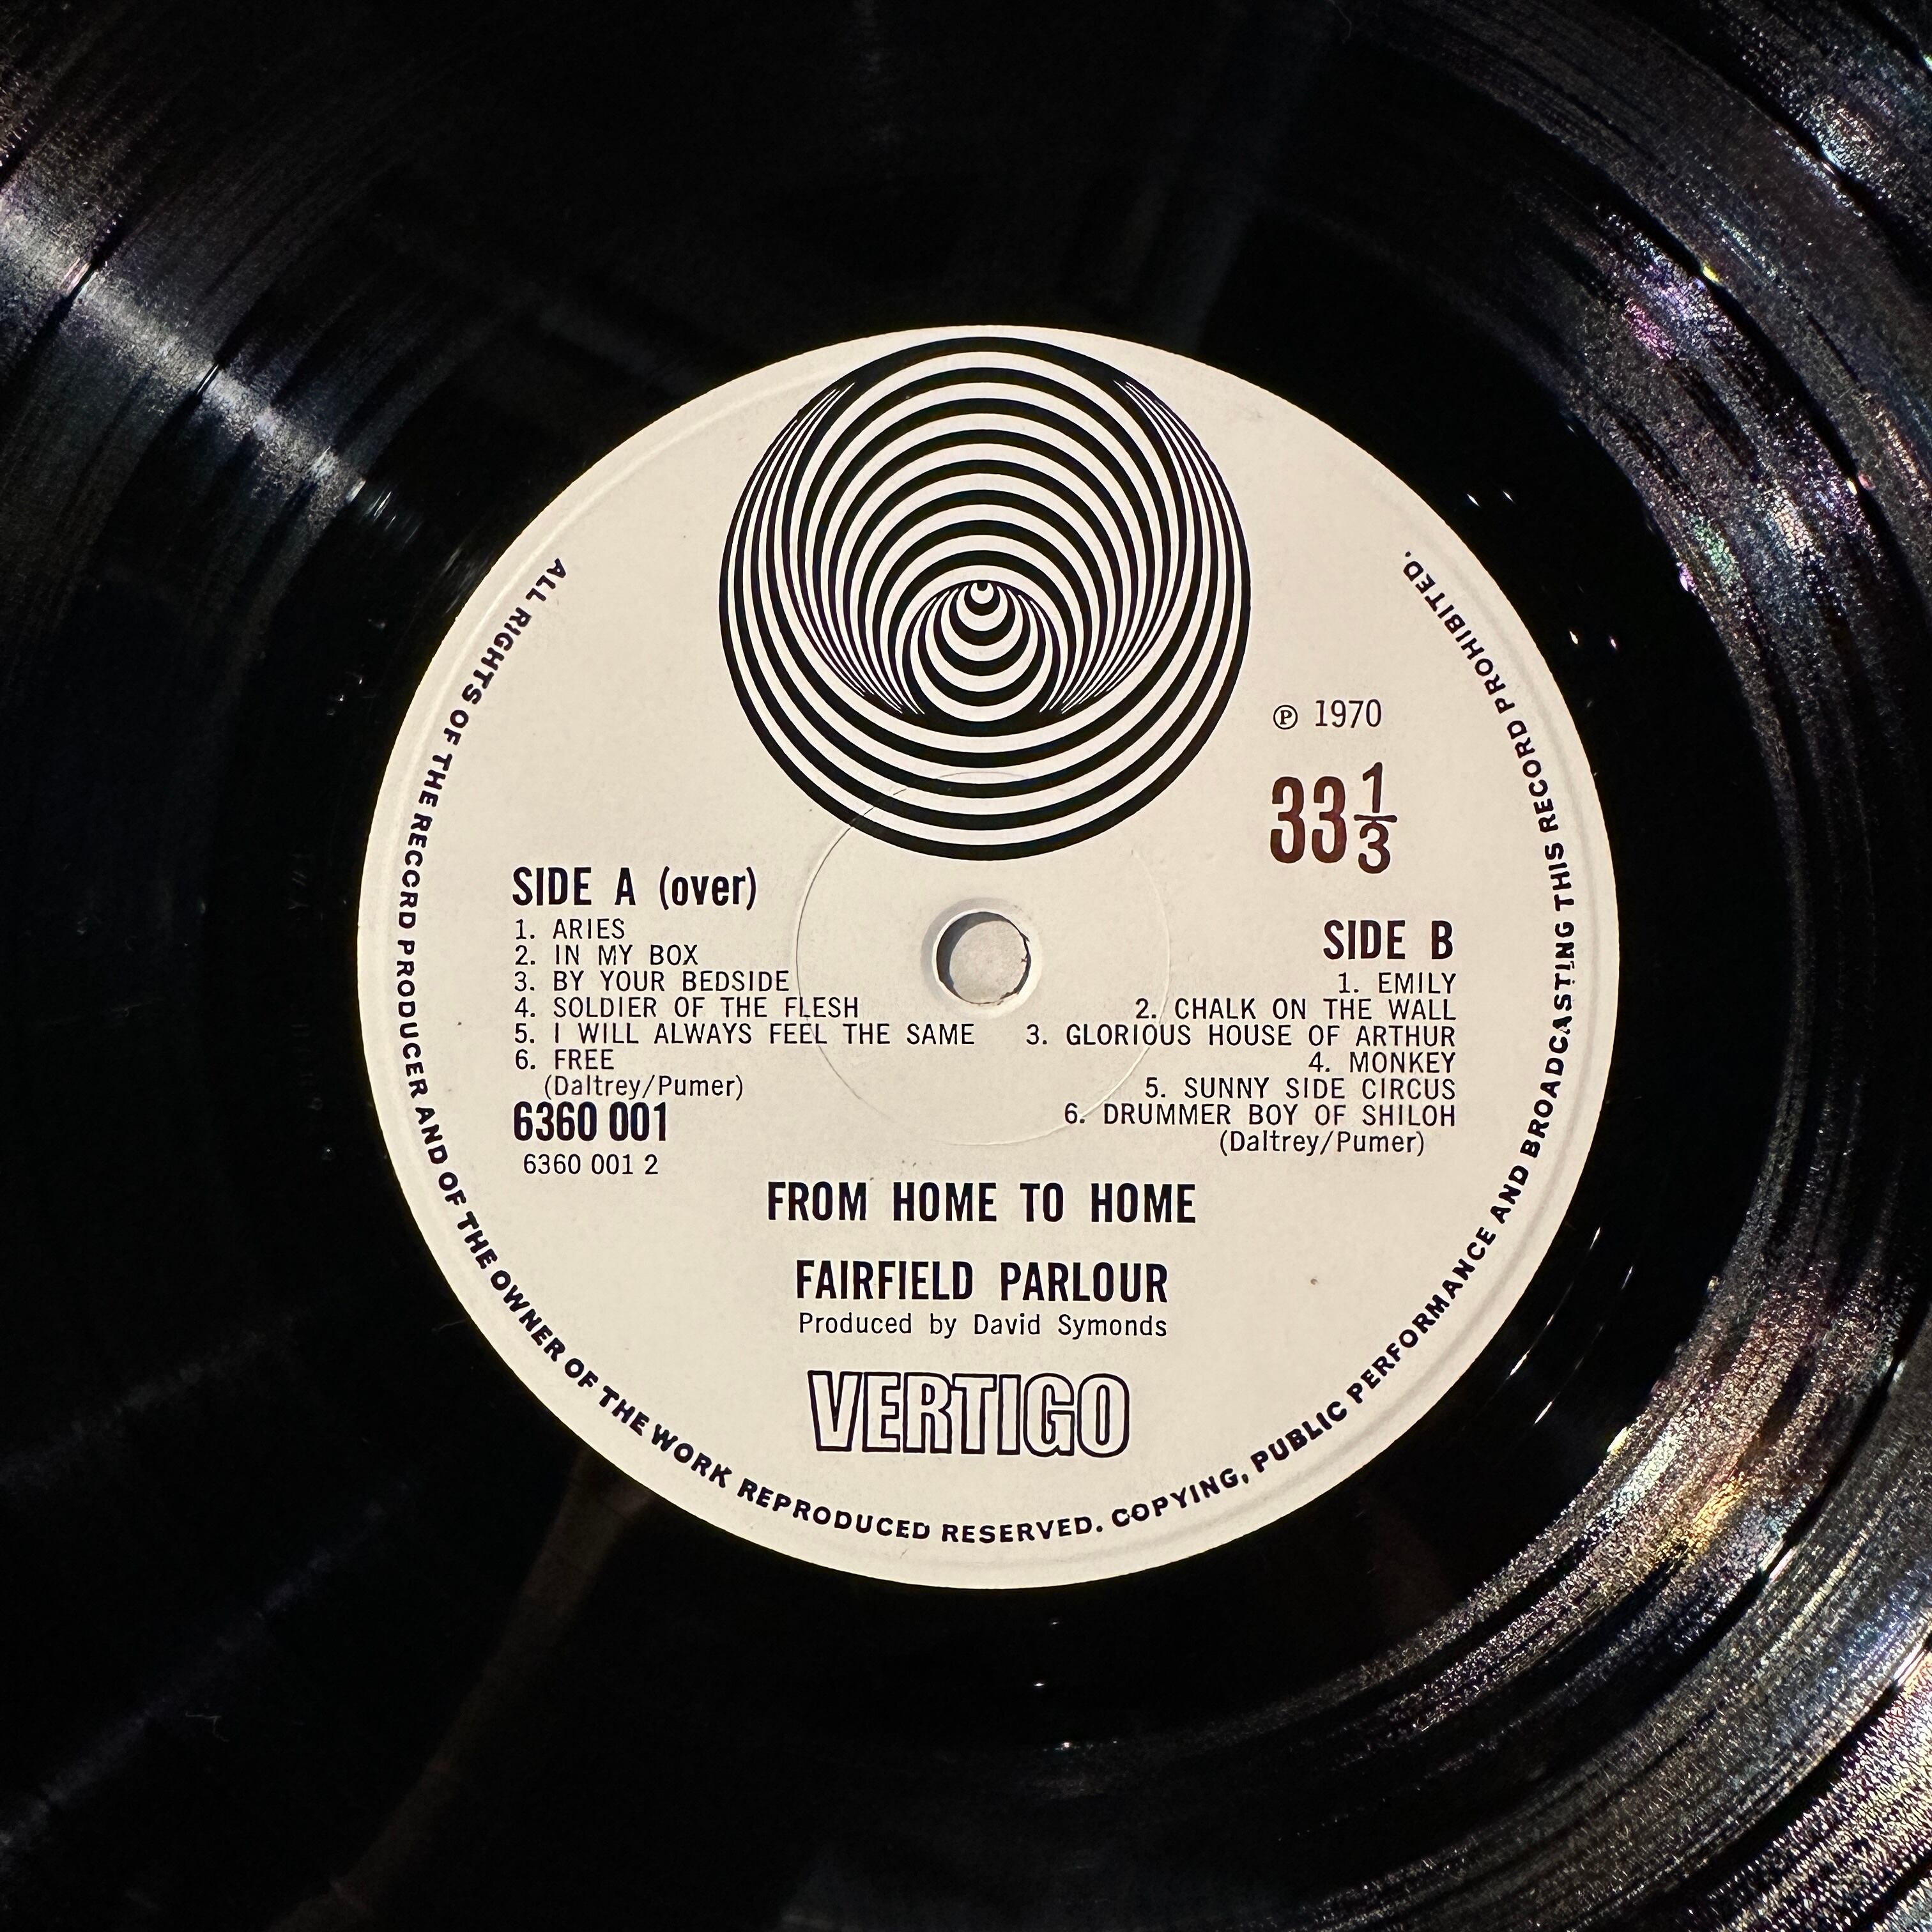 ℗ 1970
33 1/3
SIDE A (over)
1. ARIES
2. IN MY BOX
3. BY YOUR BEDSIDE
4. SOLDIER OF THE FLESH
5. I WILL ALWAYS FEEL THE SAME
6. FREE
(Daltrey/Pumer)
6360 001
6360 001 2
SIDE B
1. EMILY
2. CHALK ON THE WALL
3. GLORIOUS HOUSE OF ARTHUR
4. MONKEY
5. SUNNY SIDE CIRCUS
6. DRUMMER BOY OF SHILOH
(Daltrey/Pumer)
FROM HOME TO HOME
FAIRFIELD PARLOUR
Produced by David Symonds
VERTIGO
ALL RIGHTS OF THE RECORD PRODUCER AND OF THE OWNER OF THE WORK REPRODUCED RESERVED. COPYING, PUBLIC PERFORMANCE AND BROADCASTING THIS RECORD PROHIBITED.